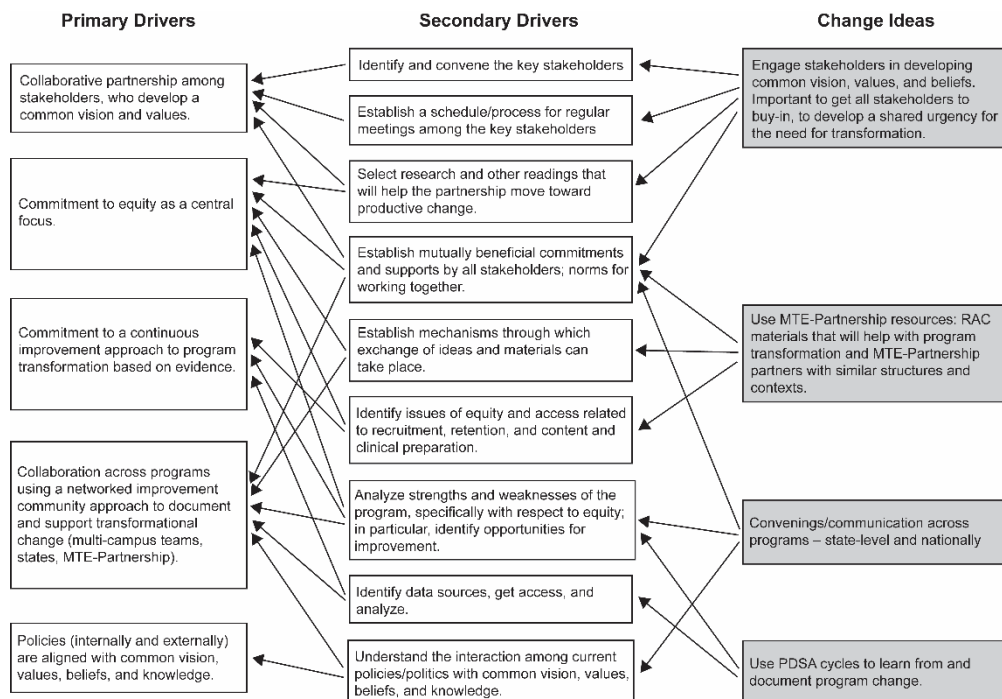 Primary Drivers
Secondary Drivers
Change Ideas
Collaborative partnership among
stakeholders, who develop a
common vision and values.
Commitment to equity as a central
focus.
Commitment to a continuous
improvement approach to program
transformation based on evidence.
Collaboration across programs
using a networked improvement
community approach to document
and support transformational
change (multi-campus teams,
states, MTE-Partnership).
Policies (internally and externally)
are aligned with common vision,
values, beliefs, and knowledge.
Identify and convene the key stakeholders
Establish a schedule/process for regular
meetings among the key stakeholders
Select research and other readings that
will help the partnership move toward
productive change.
Establish mutually beneficial commitments
and supports by all stakeholders; norms for
working together.
Establish mechanisms through which
exchange of ideas and materials can
take place.
Identify issues of equity and access related
to recruitment, retention, and content and
clinical preparation.
Analyze strengths and weaknesses of the
program, specifically with respect to equity;
in particular, identify opportunities for
improvement.
Identify data sources, get access, and
analyze.
Understand the interaction among current
policies/politics with common vision, values,
beliefs, and knowledge.
Engage stakeholders in developing
common vision, values, and beliefs.
Important to get all stakeholders to
buy-in, to develop a shared urgency for
the need for transformation.
Use MTE-Partnership resources: RAC
materials that will help with program
transformation and MTE-Partnership
partners with similar structures and
contexts.
Convenings/communication across
programs – state-level and nationally
Use PDSA cycles to learn from and
document program change.